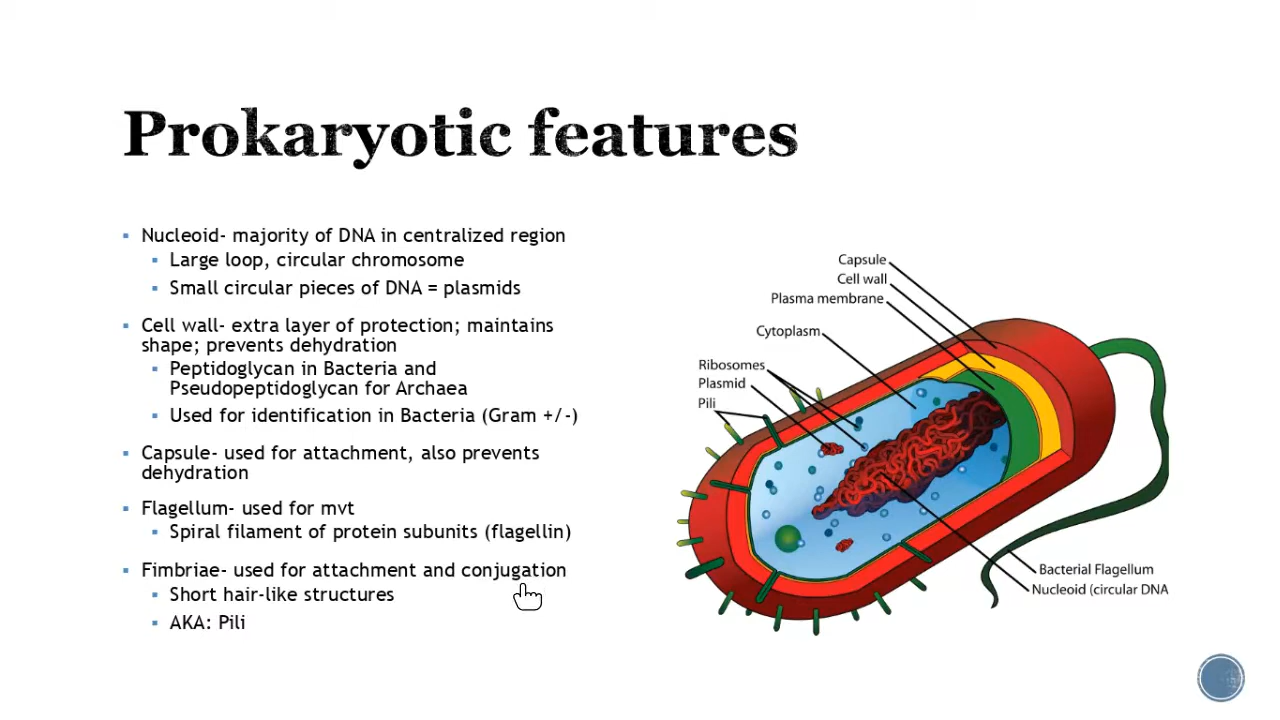 Prokaryotic features
Nucleoid- majority of DNA in centralized region
Large loop, circular chromosome
Small circular pieces of DNA = plasmids
Cell wall- extra layer of protection; maintains
shape; prevents dehydration
Peptidoglycan in Bacteria and
Pseudopeptidoglycan for Archaea
Used for identification in Bacteria (Gram +/-)
Capsule- used for attachment, also prevents
dehydration
Flagellum- used for mvt
Spiral filament of protein subunits (flagellin)
Fimbriae- used for attachment and conjugation
Short hair-like structures
AKA: Pili
Capsule
Cell wall
Plasma membrane
Cytoplasm
Ribosomes
Plasmid
Pili
Bacterial Flagellum
Nucleoid (circular DNA